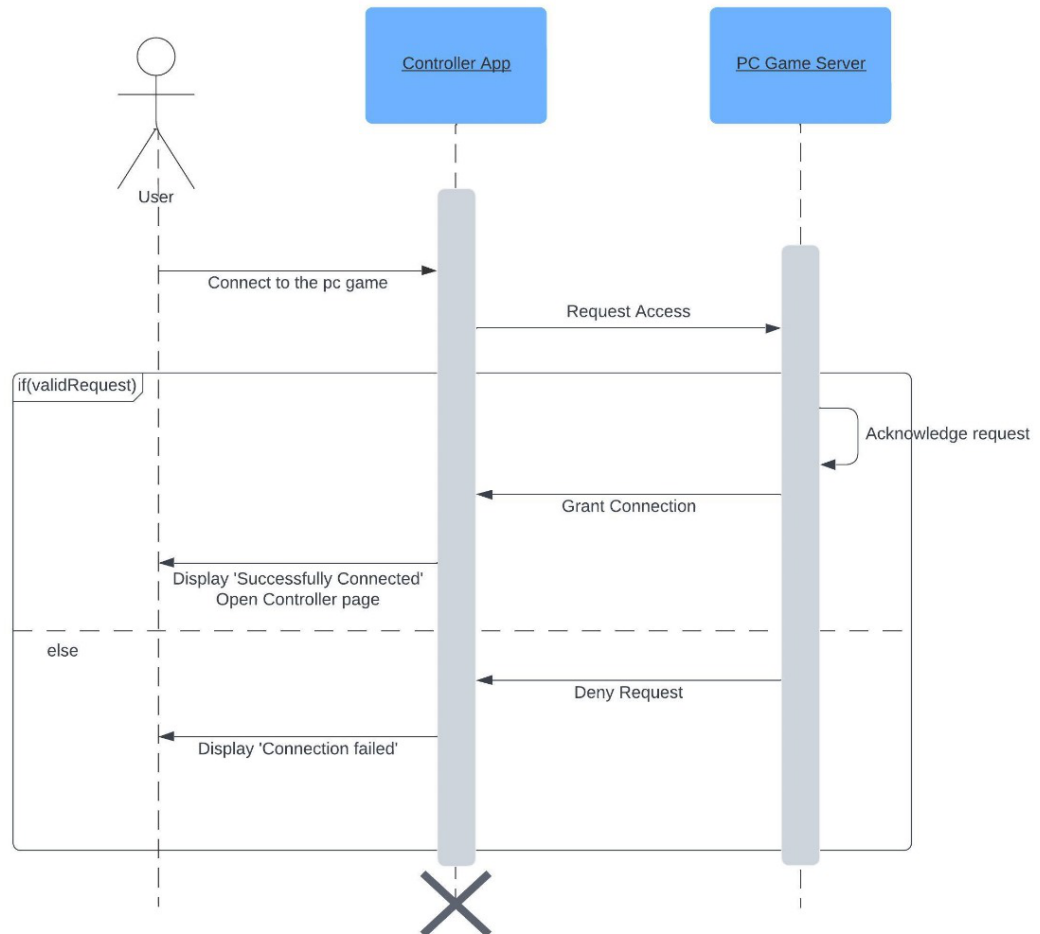 Controller App
PC Game Server
User
Connect to the pc game
Request Access
if(validRequest)
Acknowledge request
Grant Connection
Display 'Successfully Connected'
Open Controller page
else
Deny Request
Display 'Connection failed'